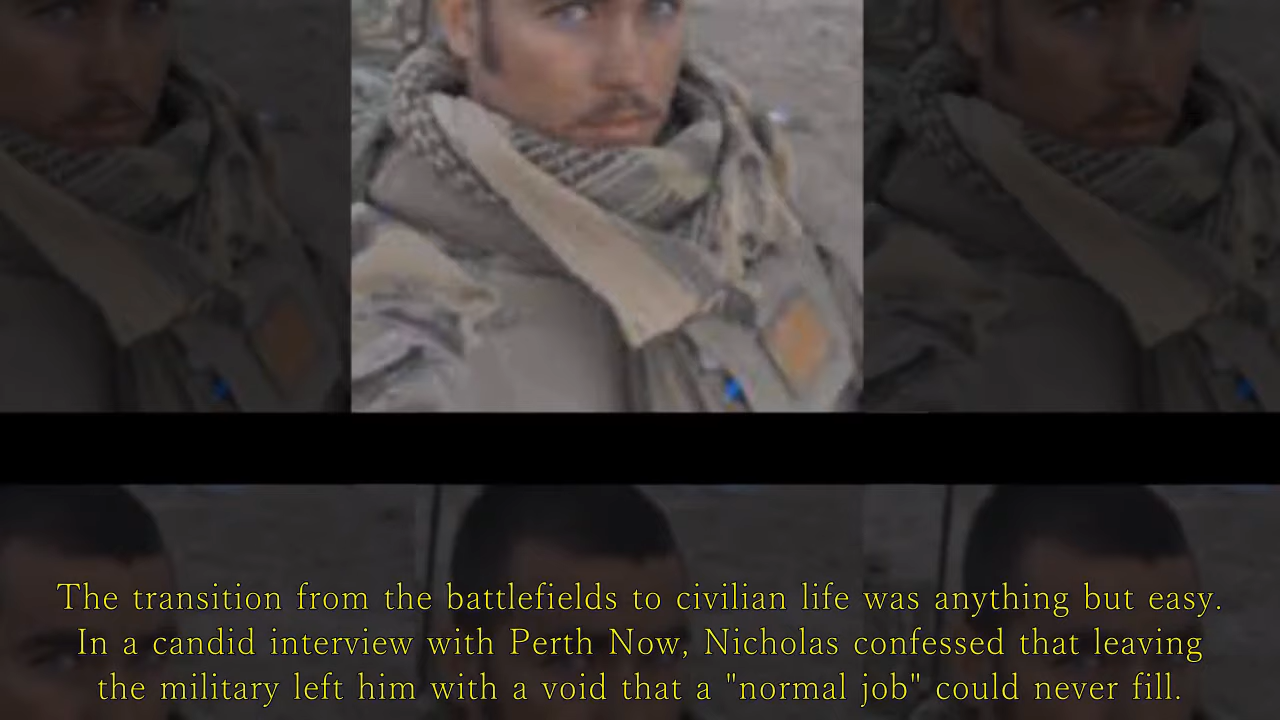 The transition from the battlefields to civilian life was anything but easy.
In a candid interview with Perth Now, Nicholas confessed that leaving
the military left him with a void that a "normal job" could never fill.